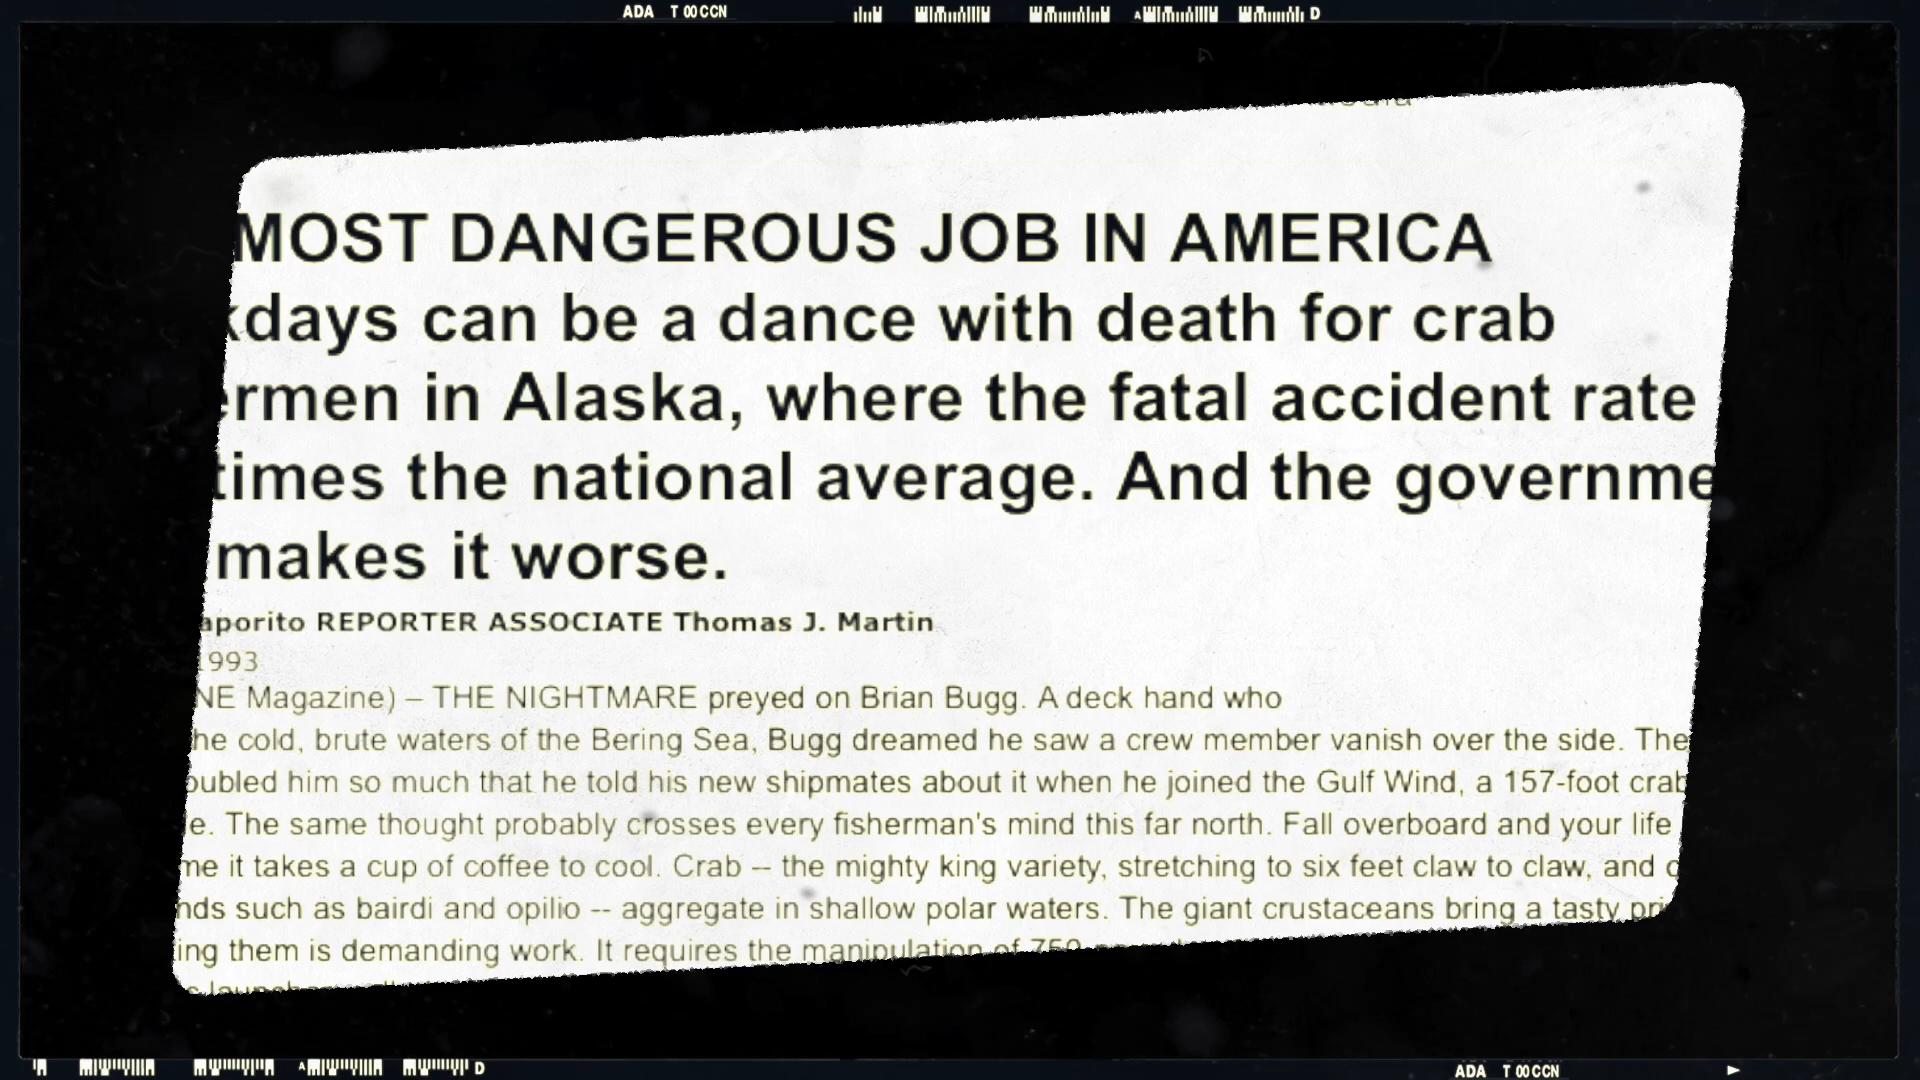 ADA T 00CCN
MOST DANGEROUS JOB IN AMERICA
kdays can be a dance with death for crab
ermen in Alaska, where the fatal accident rate
times the national average. And the governme
makes it worse.
aporito REPORTER ASSOCIATE Thomas J. Martin
1993
NE Magazine) – THE NIGHTMARE preyed on Brian Bugg. A deck hand who
he cold, brute waters of the Bering Sea, Bugg dreamed he saw a crew member vanish over the side. The
oubled him so much that he told his new shipmates about it when he joined the Gulf Wind, a 157-foot crab
e. The same thought probably crosses every fisherman's mind this far north. Fall overboard and your life
me it takes a cup of coffee to cool. Crab -- the mighty king variety, stretching to six feet claw to claw, and
nds such as bairdi and opilio -- aggregate in shallow polar waters. The giant crustaceans bring a tasty pri
ing them is demanding work. It requires the manipulation of 750
ADA T 00CCN